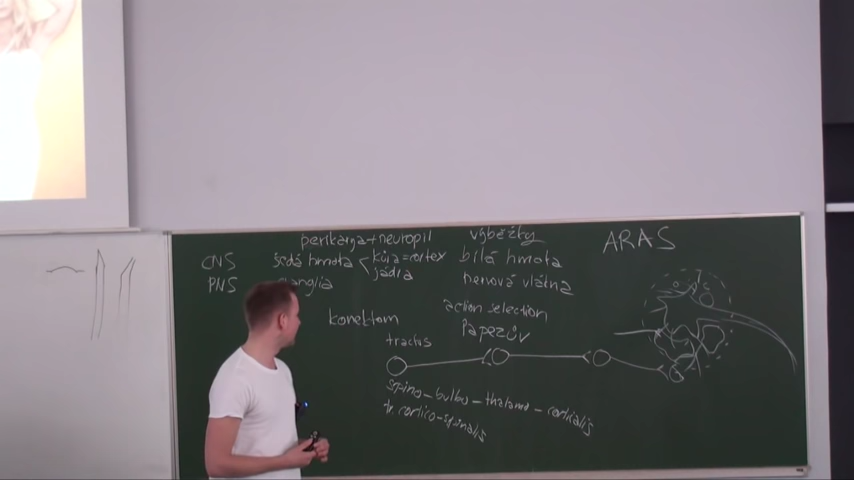 perikarya+neuropil
výběžky
ARAS
CNS šedá hmota < kůra=cortex
jádra
bílá hmota
PNS ganglia
nervová vlákna
konektom
action selection
Papezův
tractus
spino-bulbo-thalamo-corticalis
tr. cortico-spinalis